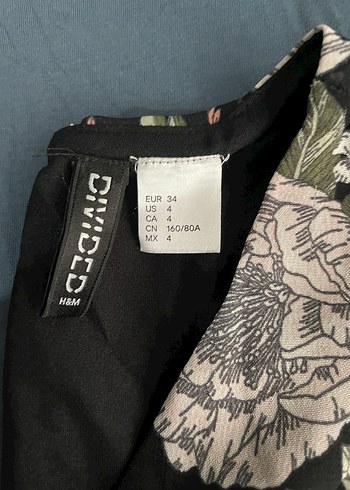 DIVIDED
H&M
EUR 34
US 4
CA 4
CN 160/80A
MX 4